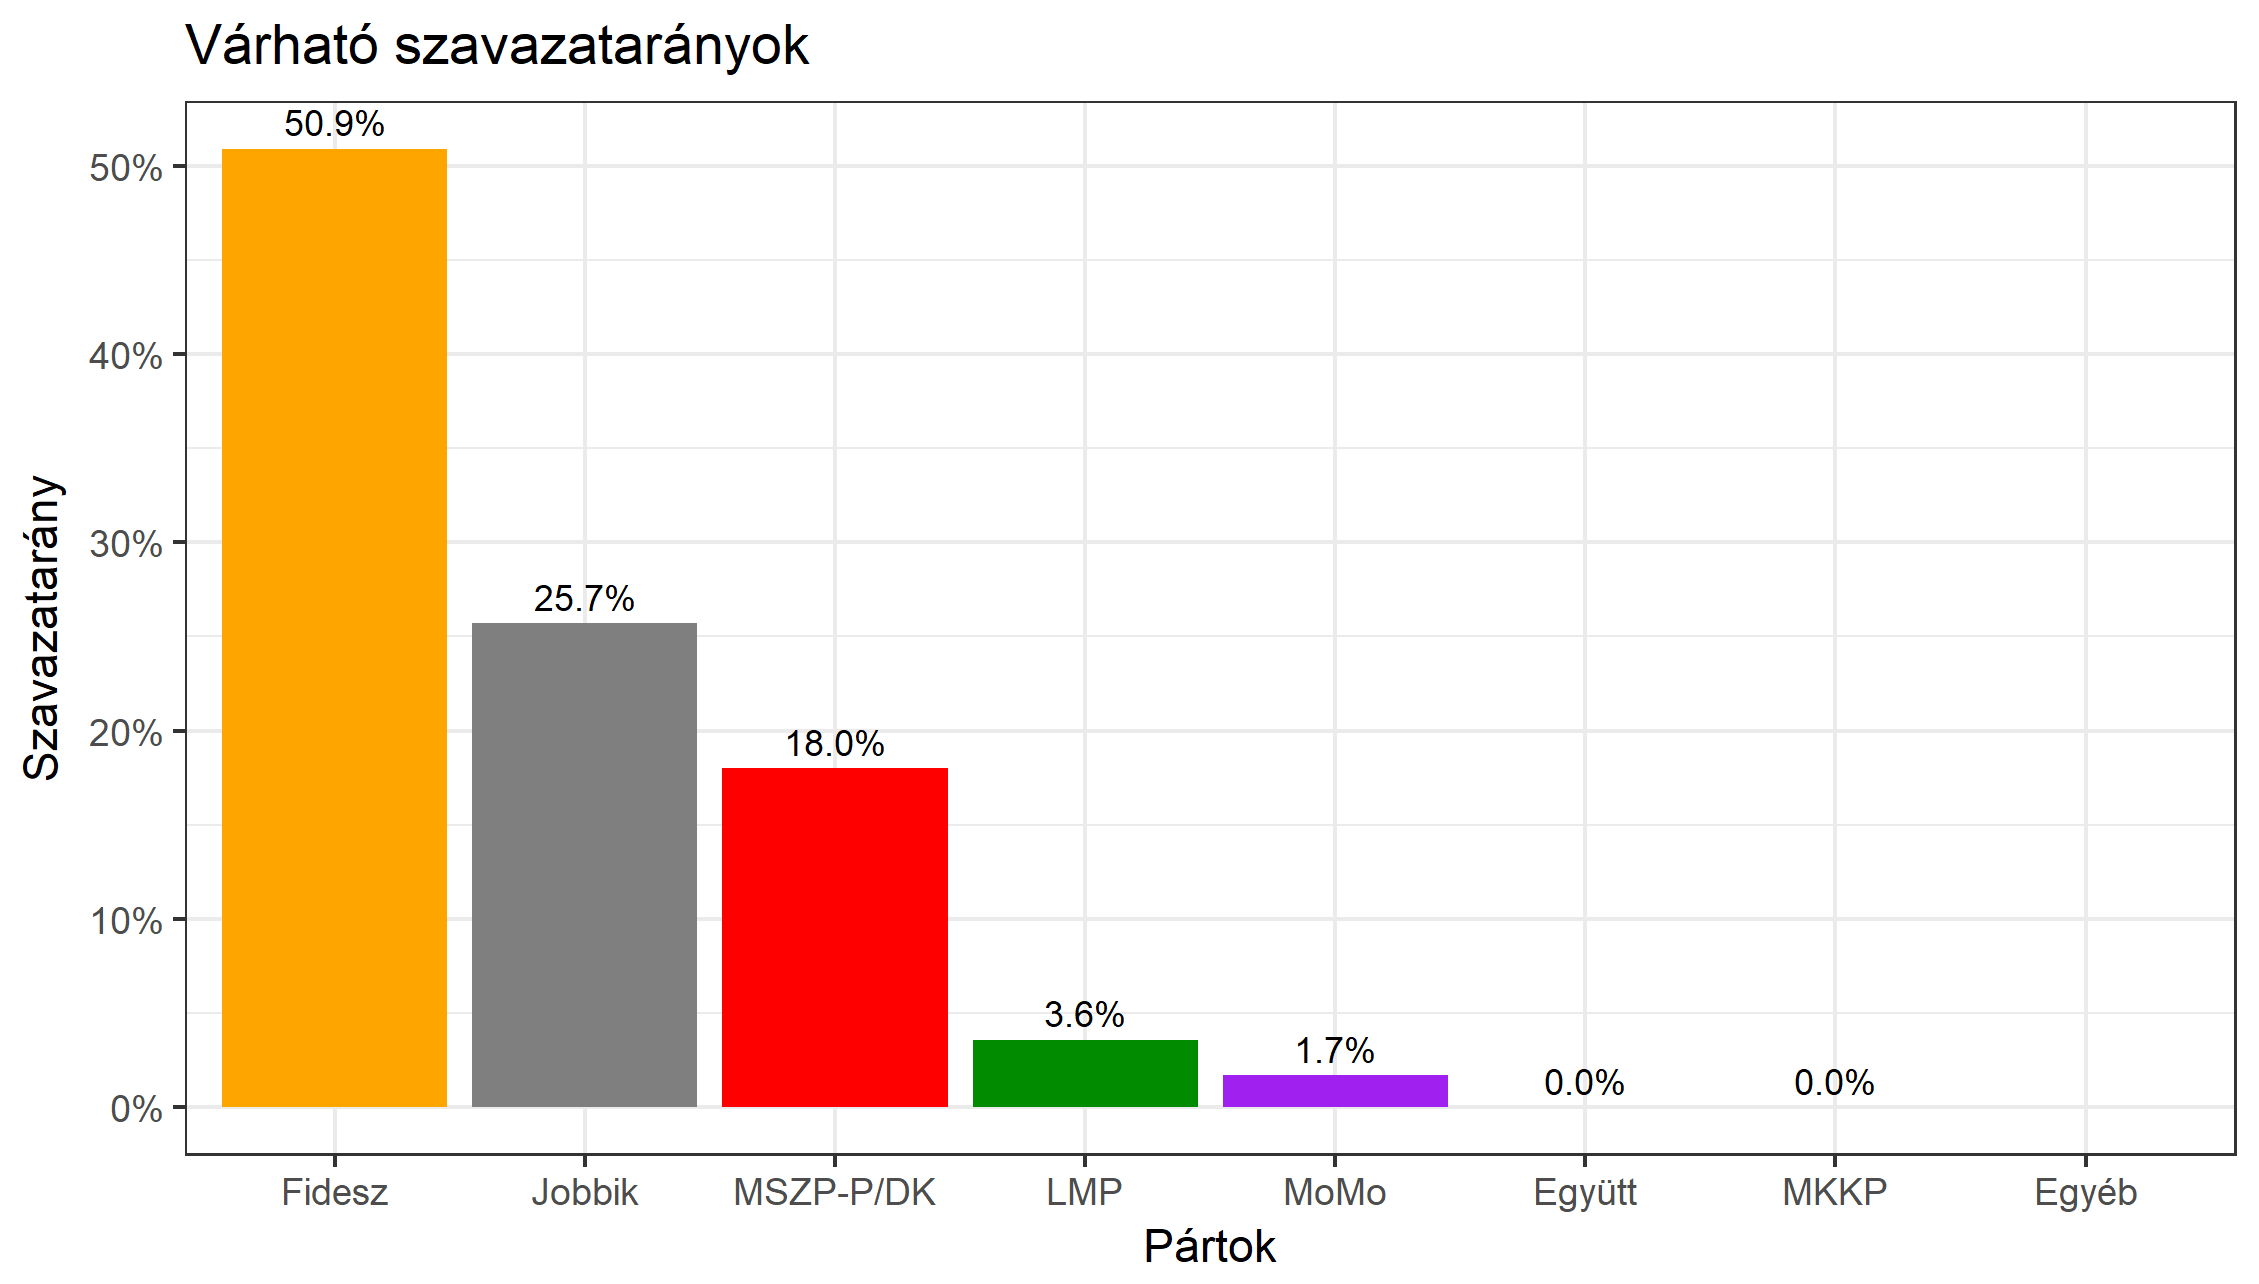 Várható szavazatarányok
50.9%
50%
40%
30%
25.7%
20%
18.0%
10%
3.6%
1.7%
0.0%
0.0%
0%
Szavazatarány
Fidesz
Jobbik
MSZP-P/DK
LMP
MoMo
Együtt
MKKP
Egyéb
Pártok